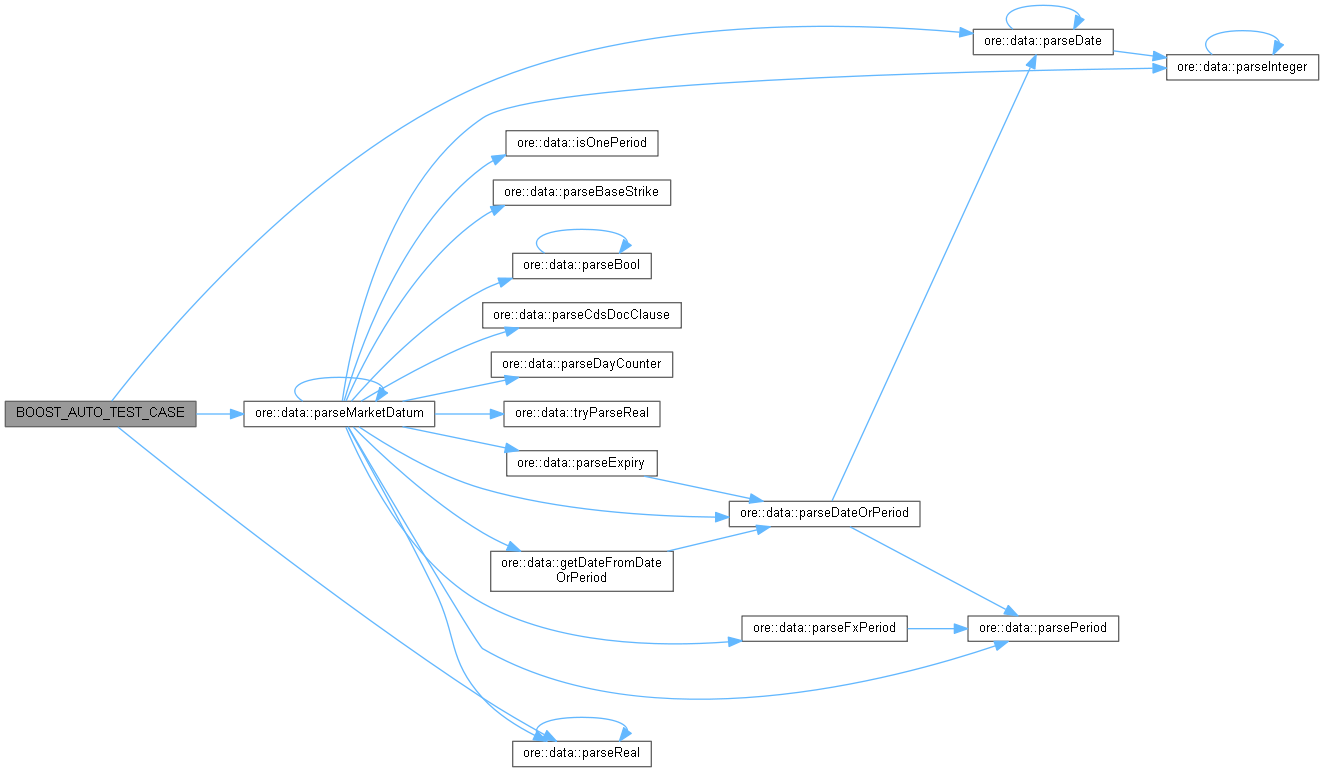 ore::data::parseDate
ore::data::parseInteger
ore::data::isOnePeriod
ore::data::parseBaseStrike
ore::data::parseBool
ore::data::parseCdsDocClause
ore::data::parseDayCounter
BOOST_AUTO_TEST_CASE
ore::data::parseMarketDatum
ore::data::tryParseReal
ore::data::parseExpiry
ore::data::parseDateOrPeriod
ore::data::getDateFromDate
OrPeriod
ore::data::parseFxPeriod
ore::data::parsePeriod
ore::data::parseReal